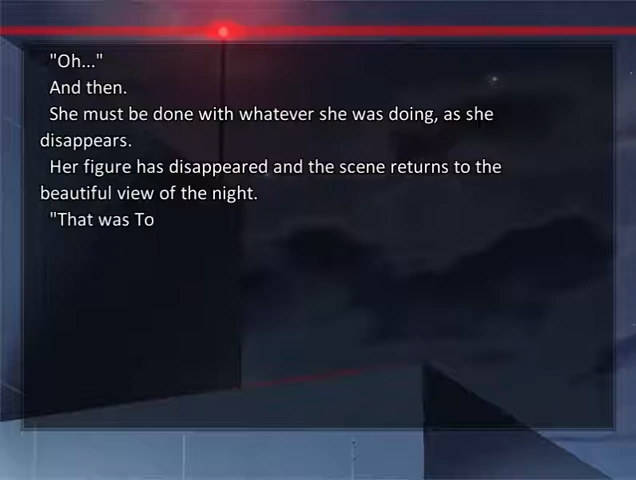 "Oh..."
And then.
She must be done with whatever she was doing, as she
disappears.
Her figure has disappeared and the scene returns to the
beautiful view of the night.
"That was To